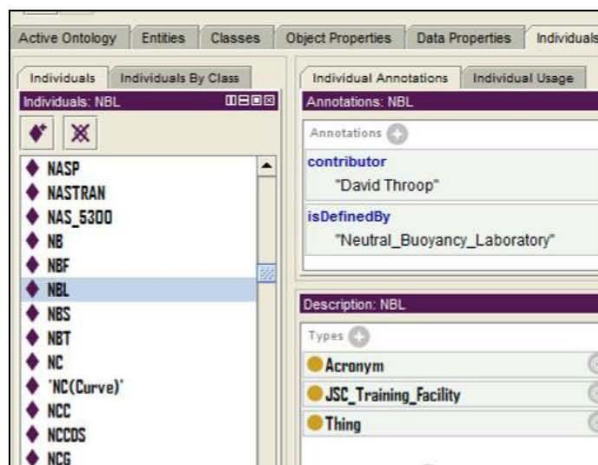 Active Ontology Entities Classes Object Properties Data Properties Individuals
Individuals Individuals By Class
Individuals: NBL
NASP
NASTRAN
NAS_5300
NB
NBF
NBL
NBS
NBT
NC
'NC(Curve)'
NCC
NCCOS
NCG
Individual Annotations Individual Usage
Annotations: NBL
Annotations
contributor
"David Throop"
isDefinedBy
"Neutral_Buoyancy_Laboratory"
Description: NBL
Types
Acronym
JSC_Training_Facility
Thing